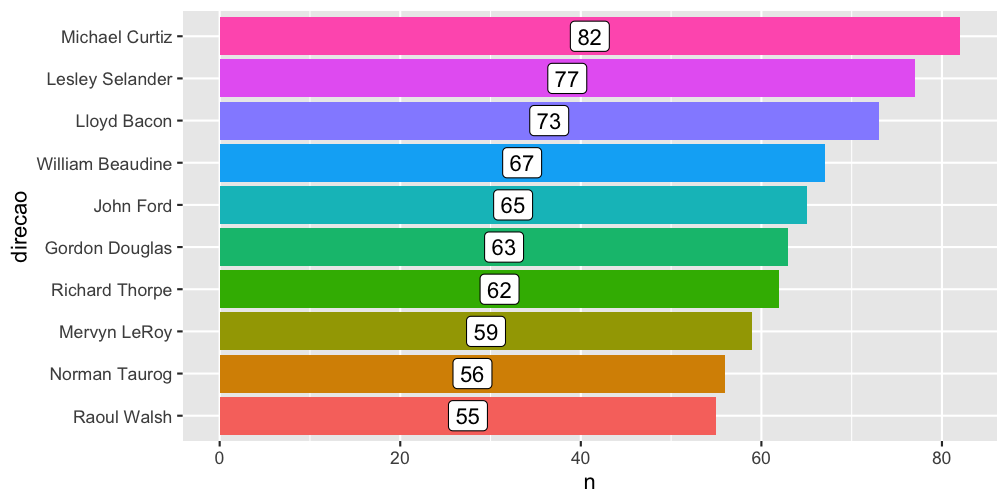 direcao
Michael Curtiz 82
Lesley Selander 77
Lloyd Bacon 73
William Beaudine 67
John Ford 65
Gordon Douglas 63
Richard Thorpe 62
Mervyn LeRoy 59
Norman Taurog 56
Raoul Walsh 55
0 20 40 60 80
n